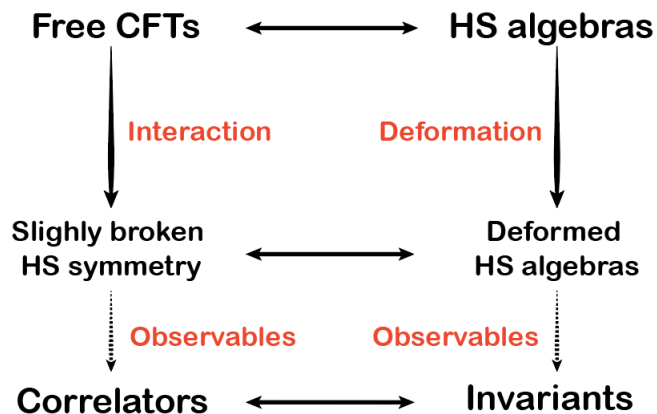 Free CFTs
HS algebras
Interaction
Deformation
Slighly broken
HS symmetry
Deformed
HS algebras
Observables
Observables
Correlators
Invariants